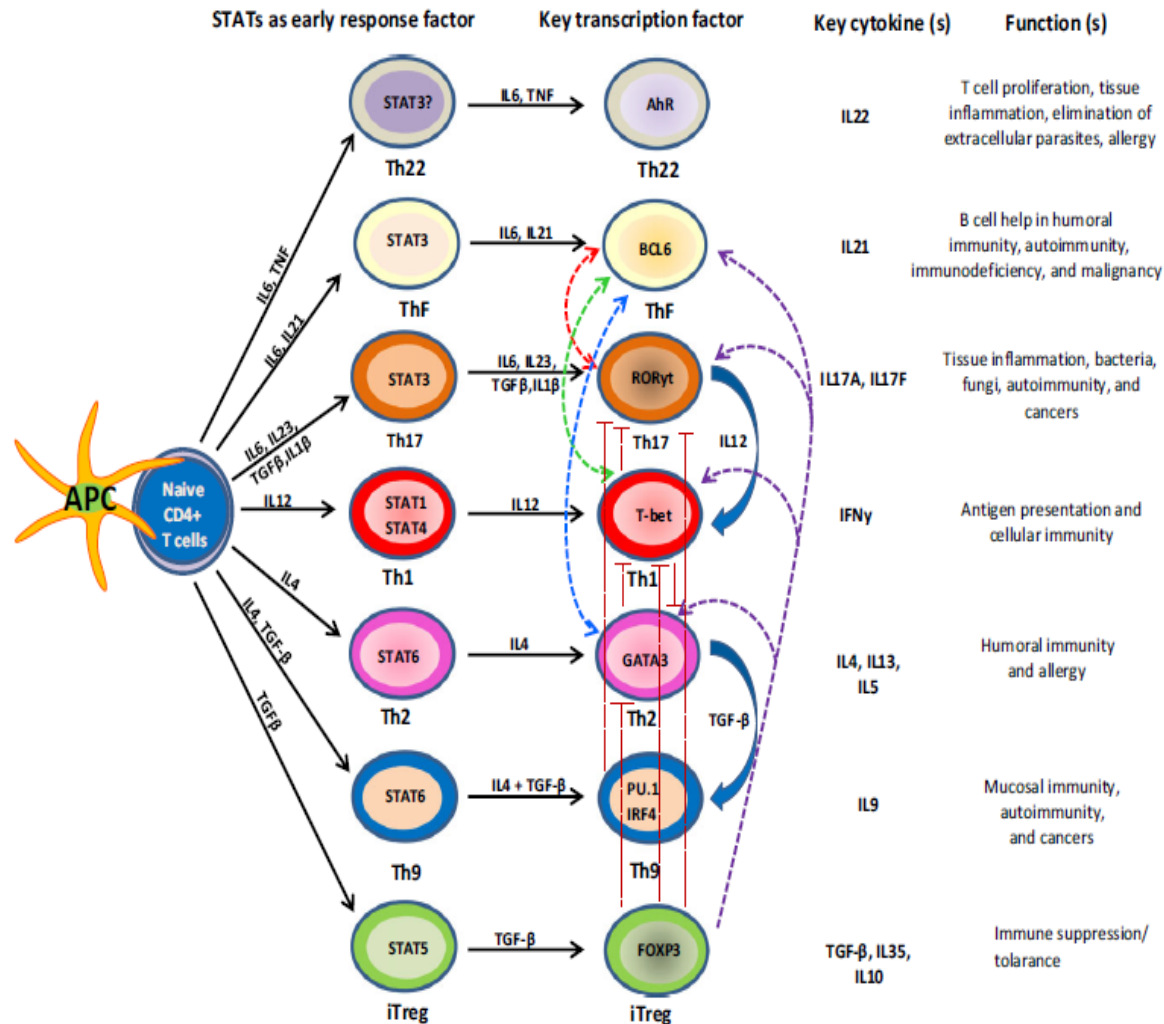 STATs as early response factor
Key transcription factor
Key cytokine (s)
Function (s)
STAT3?
IL6, TNF
AhR
Th22
Th22
IL22
T cell proliferation, tissue
inflammation, elimination of
extracellular parasites, allergy
IL6, TNF
STAT3
IL6, IL21
BCL6
ThF
ThF
IL21
B cell help in humoral
immunity, autoimmunity,
immunodeficiency, and malignancy
IL6, IL21
STAT3
IL6, IL23,
TGFβ,IL1β
RORγt
Th17
Th17
IL12
IL17A, IL17F
Tissue inflammation, bacteria,
fungi, autoimmunity, and
cancers
IL6, IL23,
TGFβ,IL1β
APC
Naive
CD4+
T cells
IL12
STAT1
STAT4
IL12
T-bet
Th1
Th1
IFNγ
Antigen presentation and
cellular immunity
IL4
STAT6
IL4
GATA3
Th2
Th2
TGF-β
IL4, IL13,
IL5
Humoral immunity
and allergy
IL4, TGF-β
STAT6
IL4 + TGF-β
PU.1
IRF4
Th9
Th9
IL9
Mucosal immunity,
autoimmunity,
and cancers
TGFβ
STAT5
TGF-β
FOXP3
iTreg
iTreg
TGF-β, IL35,
IL10
Immune suppression/
tolarance